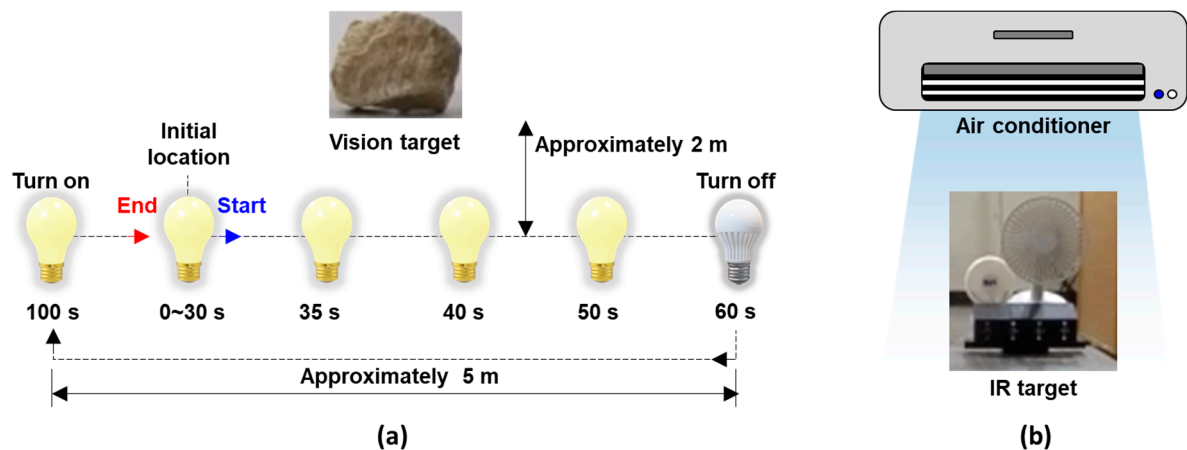 Vision target
Initial
location
Approximately 2 m
Turn on
End
Start
Turn off
100 s
0~30 s
35 s
40 s
50 s
60 s
Approximately 5 m
(a)
Air conditioner
IR target
(b)